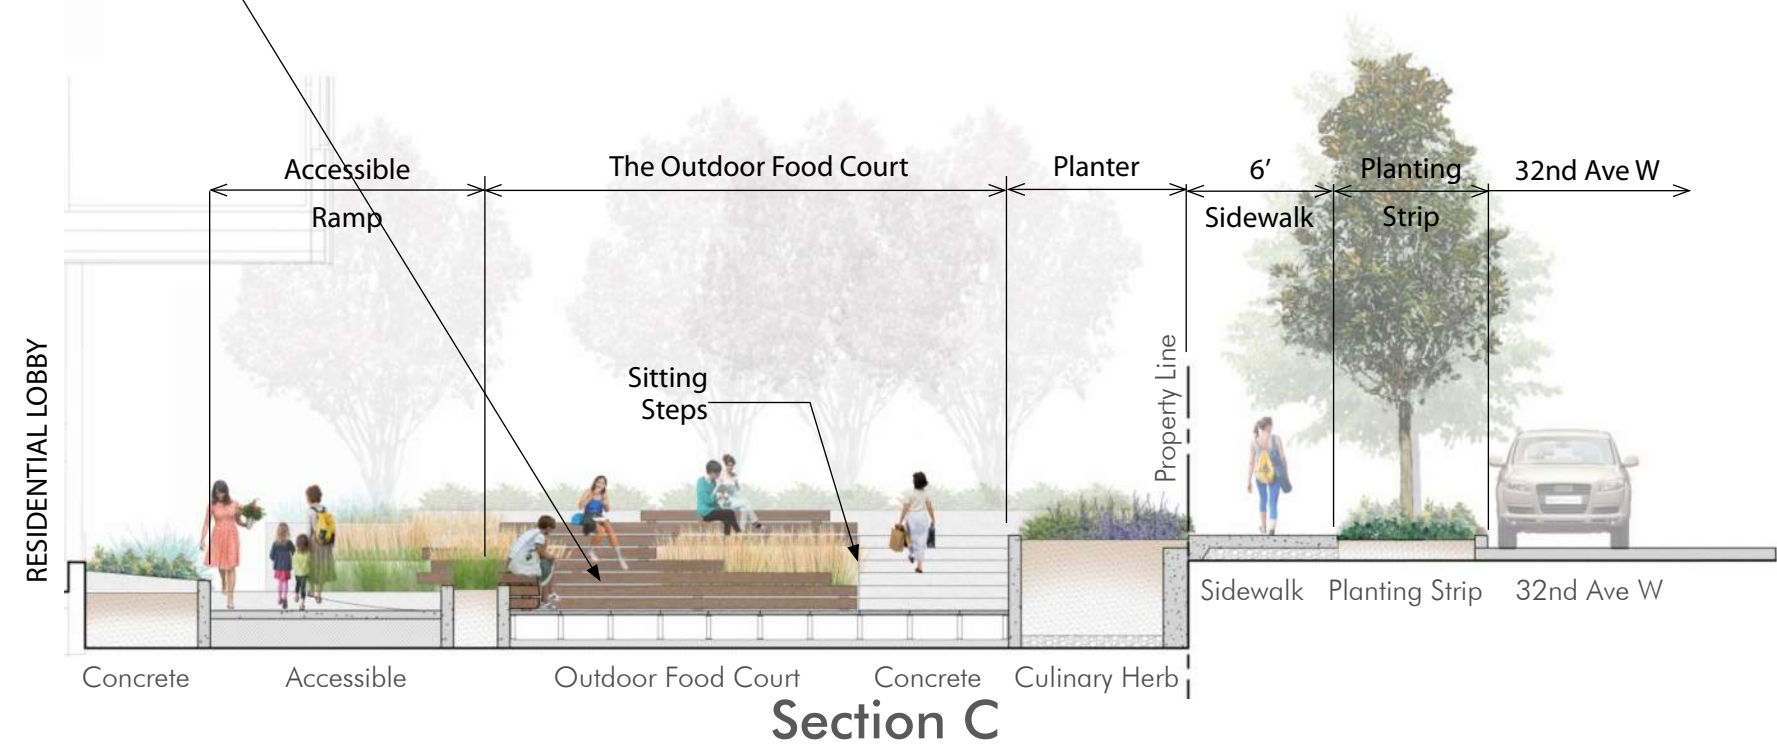 Accessible
Ramp
The Outdoor Food Court
Planter
6’
Sidewalk
Planting
Strip
32nd Ave W
Sitting
Steps
Property Line
RESIDENTIAL LOBBY
Sidewalk
Planting Strip
32nd Ave W
Concrete
Accessible
Outdoor Food Court
Concrete
Culinary Herb
Section C